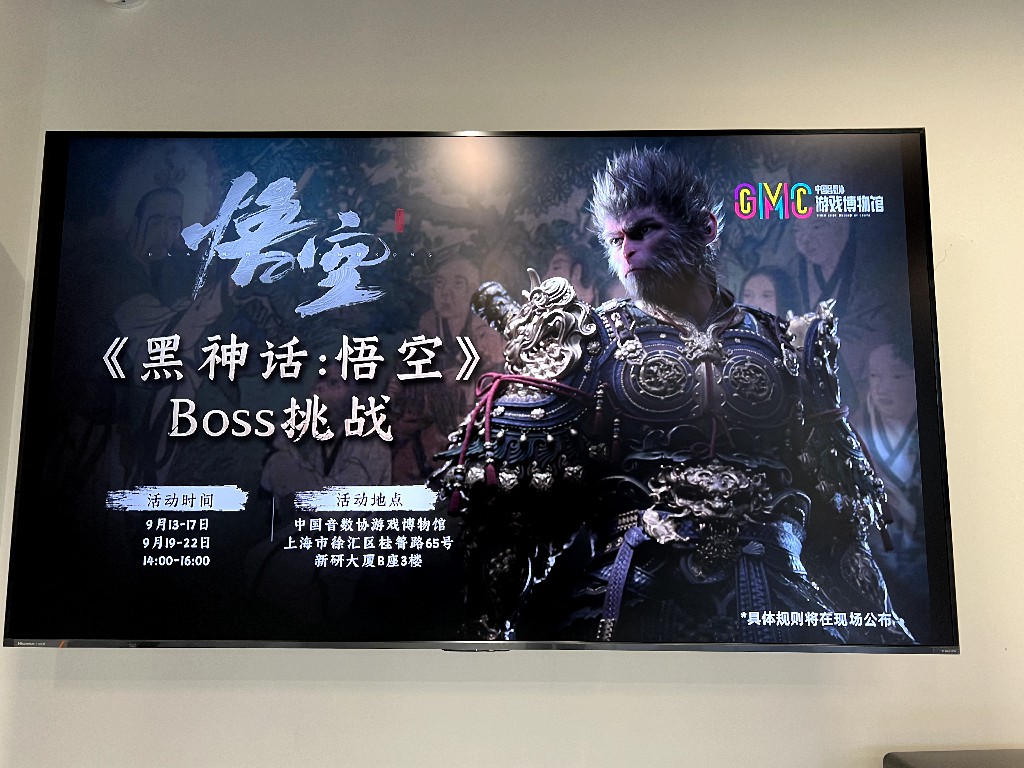 悟空
GMC
中国音数协
游戏博物馆
《黑神话:悟空》
Boss挑战
活动时间
9月13-17日
9月19-22日
14:00-16:00
活动地点
中国音数协游戏博物馆
上海市徐汇区桂箐路65号
新研大厦B座3楼
*具体规则将在现场公布
Hisense